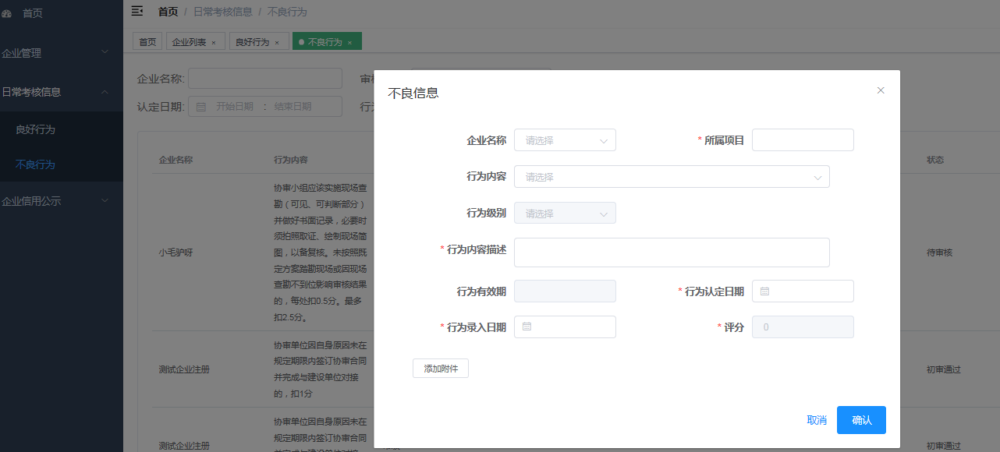 首页
企业管理
日常考核信息
良好行为
不良行为
企业信用公示
首页 / 日常考核信息 / 不良行为
首页 企业列表 × 良好行为 × 不良行为 ×
企业名称:
认定日期: 开始日期 : 结束日期
企业名称 行为内容 状态
小毛驴呀
协审小组应该实施现场查
勘（可见、可判断部分）
并做好书面记录，必要时
须拍照取证、绘制现场简
图，以备复核。未按照既
定方案踏勘现场或因现场
查勘不到位影响审核结果
的，每处扣0.5分。最多
扣2.5分。
待审核
测试企业注册
协审单位因自身原因未在
规定期限内签订协审合同
并完成与建设单位对接
的，扣1分
初审通过
测试企业注册
协审单位因自身原因未在
规定期限内签订协审合同
并完成与建设单位对接
初审通过
不良信息
企业名称 请选择 * 所属项目
行为内容 请选择
行为级别 请选择
* 行为内容描述
行为有效期 * 行为认定日期
* 行为录入日期 * 评分 0
添加附件
取消 确认